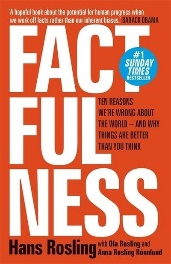 'A hopeful book about the potential for human progress when
we work off facts rather than our inherent biases.' BARACK OBAMA
FACT
FUL
NESS
#1
SUNDAY
TIMES
BESTSELLER
TEN REASONS
WE'RE WRONG ABOUT
THE WORLD – AND WHY
THINGS ARE BETTER
THAN YOU THINK
Hans Rosling
with Ola Rosling and
Anna Rosling Rönnlund